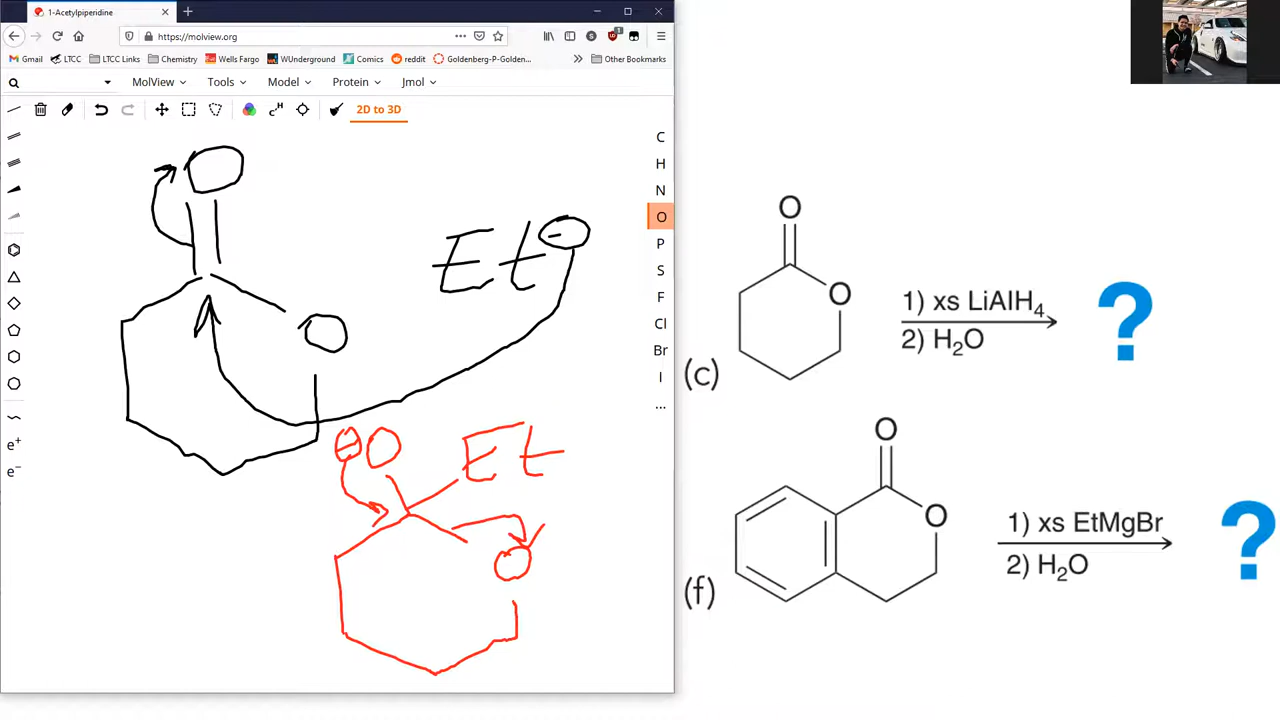 1-Acetylpiperidine
https://molview.org
Gmail LTCC LTCC Links Chemistry Wells Fargo WUnderground Comics reddit Goldenberg-P-Golden... Other Bookmarks
MolView Tools Model Protein Jmol
2D to 3D
C
H
N
O
P
S
F
Cl
Br
I
...
e+
e−
O
Et −
O
⊖O Et
O
O
O
1) xs LiAlH4
2) H2O
?
(c)
O
O
1) xs EtMgBr
2) H2O
?
(f)